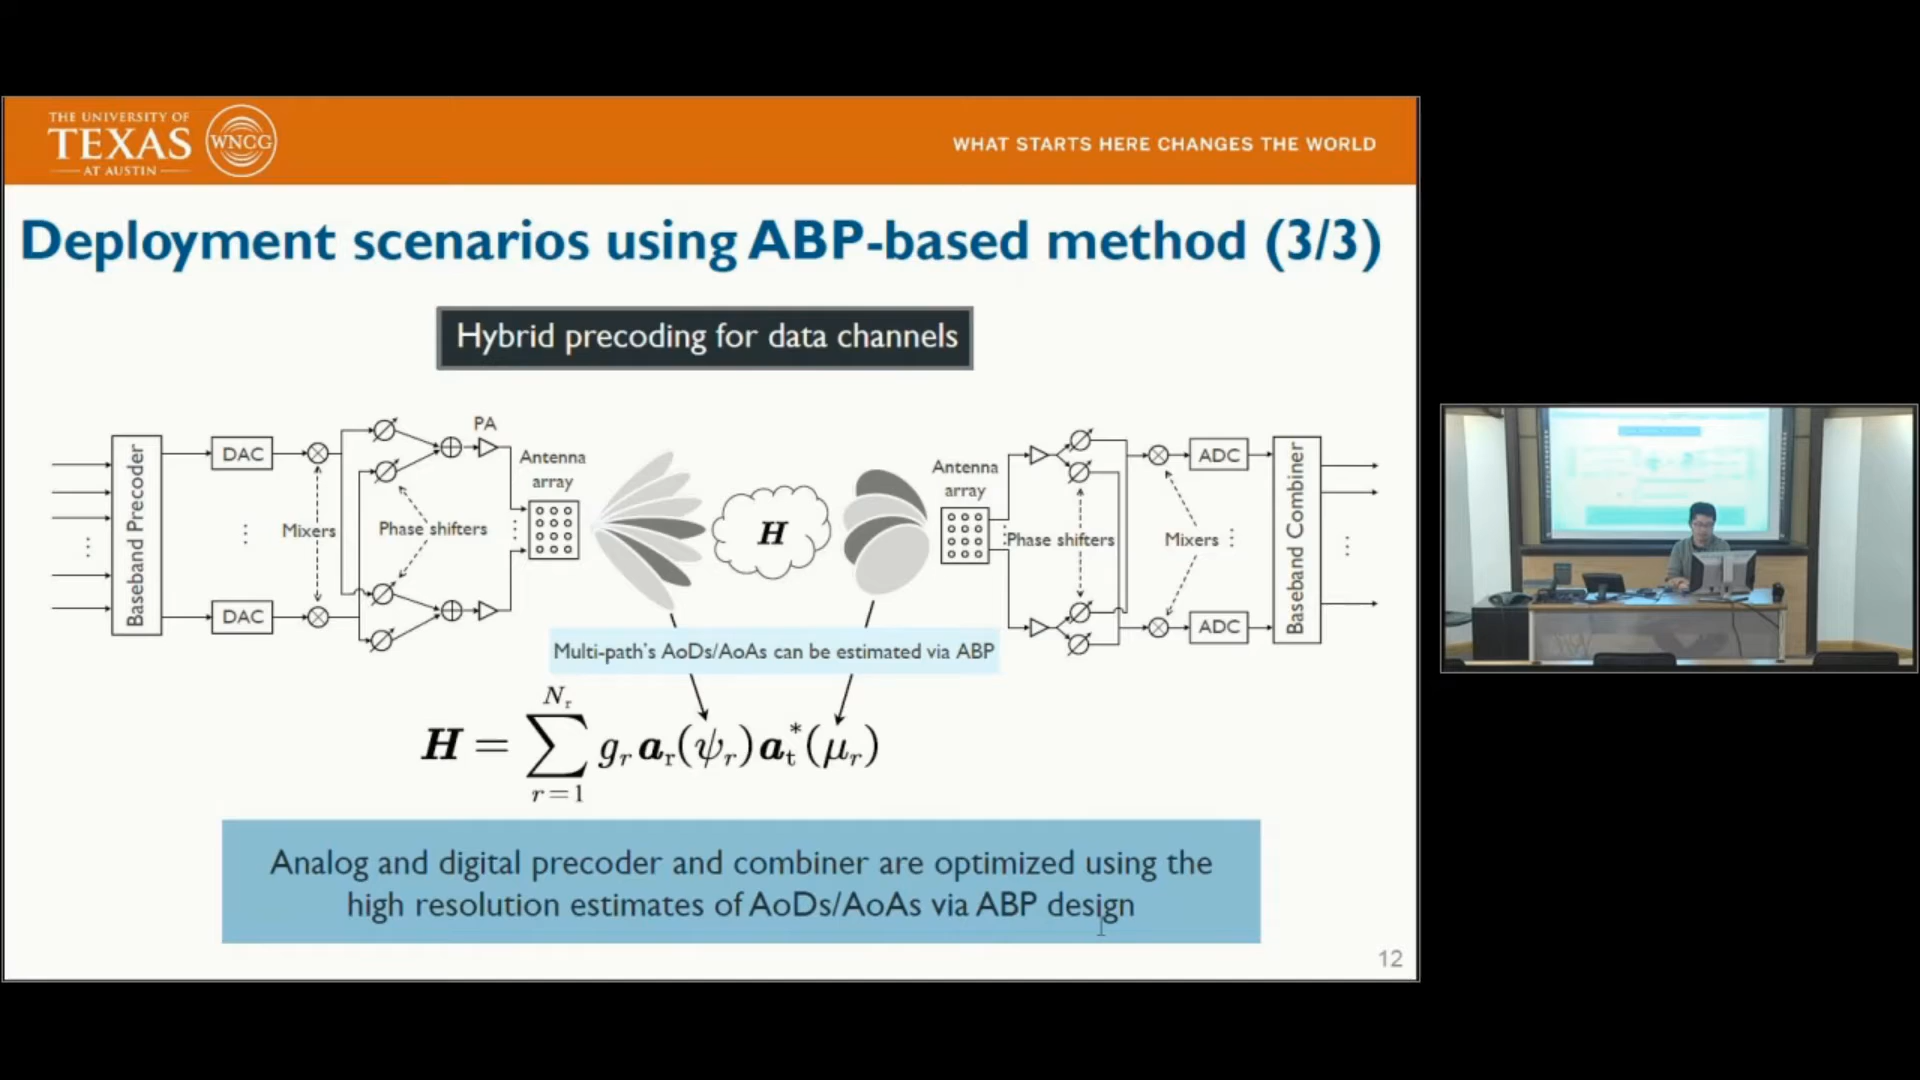 THE UNIVERSITY OF
TEXAS
AT AUSTIN
WNCG
WHAT STARTS HERE CHANGES THE WORLD
Deployment scenarios using ABP-based method (3/3)
Hybrid precoding for data channels
Baseband Precoder
DAC
DAC
Mixers
Phase shifters
PA
Antenna
array
H
Antenna
array
Phase shifters
Mixers
ADC
ADC
Baseband Combiner
Multi-path's AoDs/AoAs can be estimated via ABP
H = ∑_{r=1}^{N_r} g_r a_r(ψ_r) a_t^*(μ_r)
Analog and digital precoder and combiner are optimized using the
high resolution estimates of AoDs/AoAs via ABP design
12